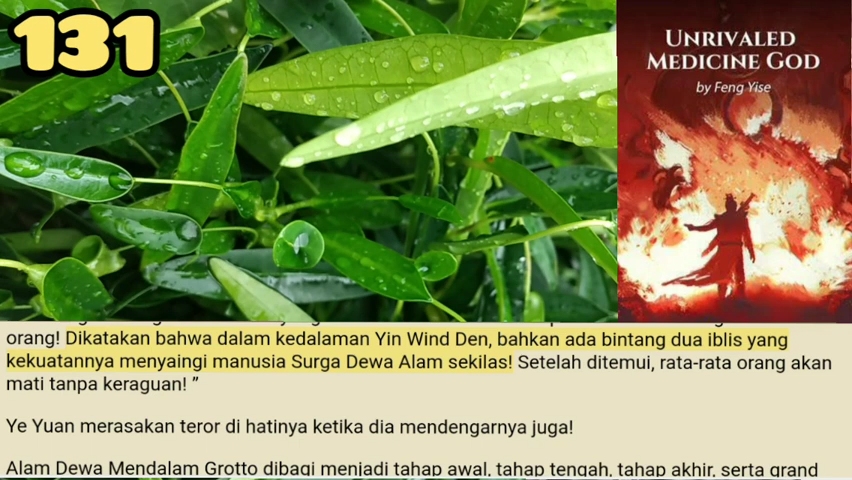 131
UNRIVALED
MEDICINE GOD
by Feng Yise
orang! Dikatakan bahwa dalam kedalaman Yin Wind Den, bahkan ada bintang dua iblis yang
kekuatannya menyaingi manusia Surga Dewa Alam sekilas! Setelah ditemui, rata-rata orang akan
mati tanpa keraguan! ”
Ye Yuan merasakan teror di hatinya ketika dia mendengarnya juga!
Alam Dewa Mendalam Grotto dibagi menjadi tahap awal, tahap tengah, tahap akhir, serta grand